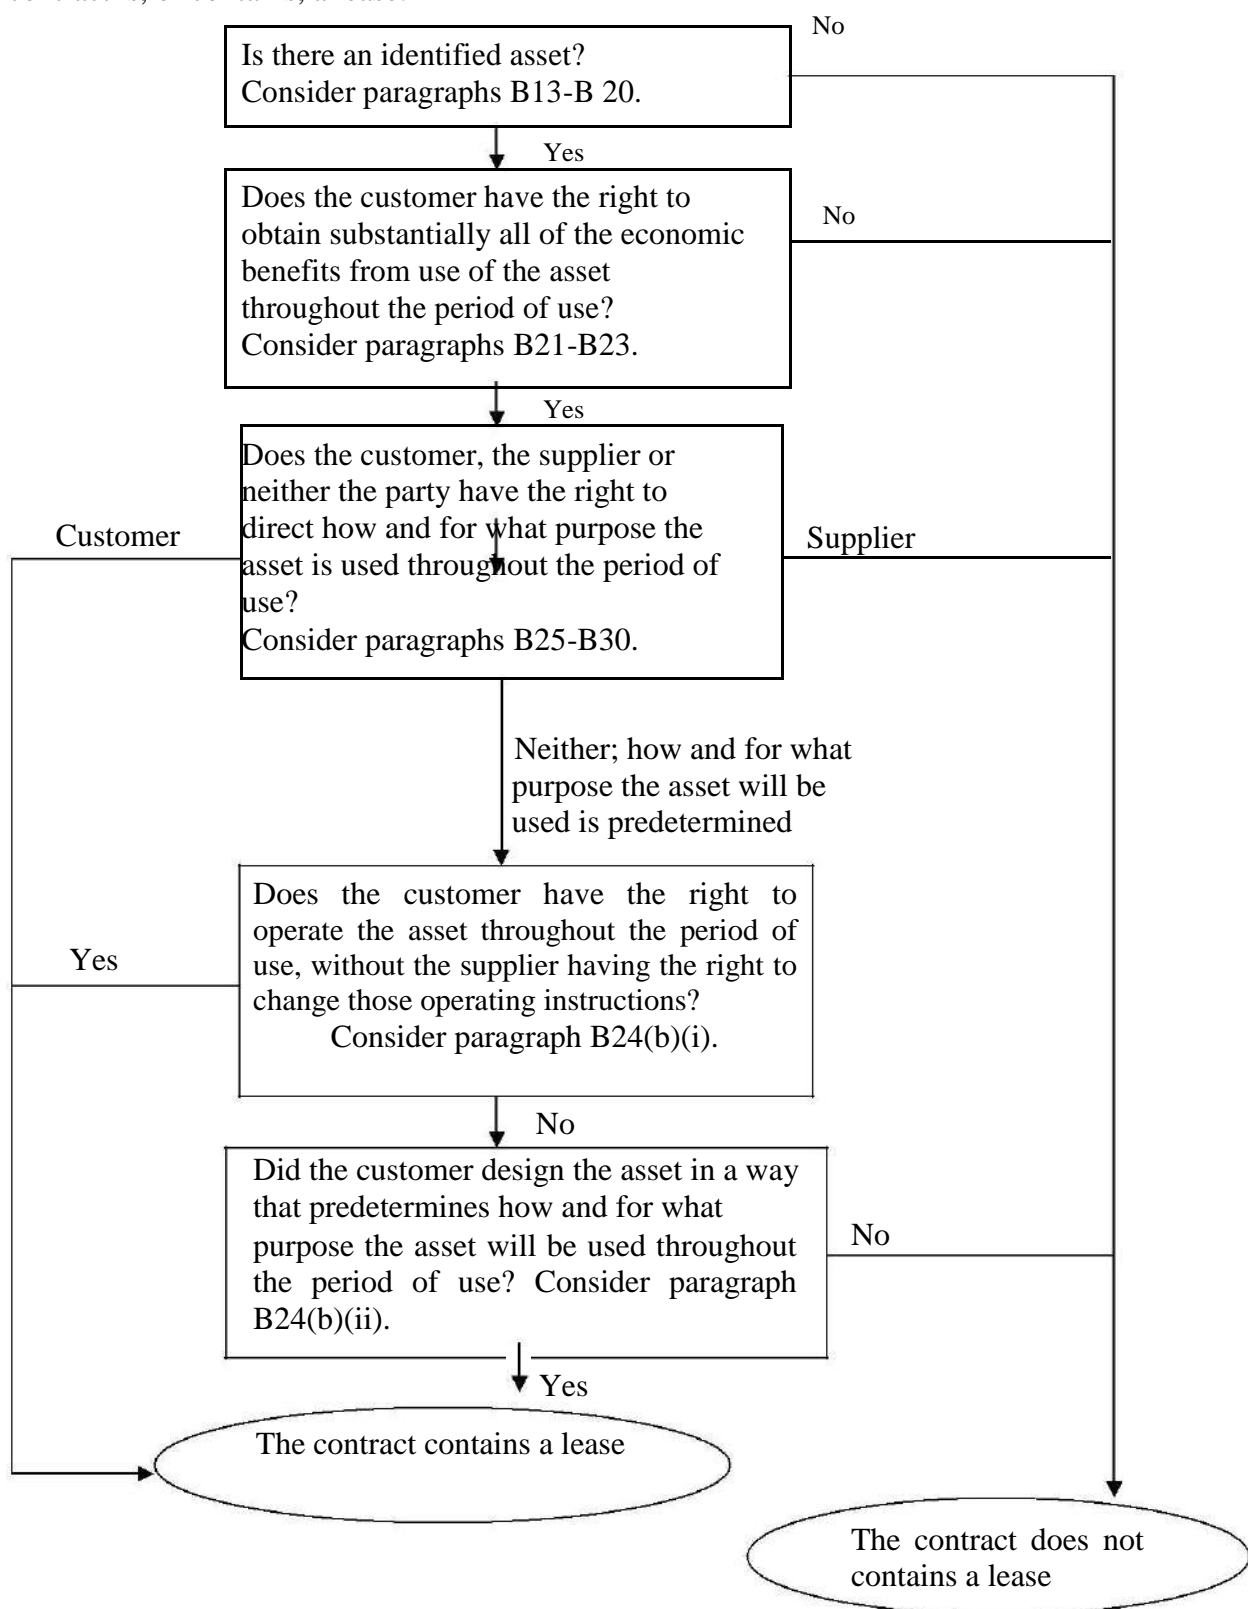 No
Is there an identified asset?
Consider paragraphs B13-B 20.
Yes
Does the customer have the right to
obtain substantially all of the economic
benefits from use of the asset
throughout the period of use?
Consider paragraphs B21-B23.
No
Yes
Does the customer, the supplier or
neither the party have the right to
direct how and for what purpose the
asset is used throughout the period of
use?
Consider paragraphs B25-B30.
Customer
Supplier
Neither; how and for what
purpose the asset will be
used is predetermined
Does the customer have the right to
operate the asset throughout the period of
use, without the supplier having the right to
change those operating instructions?
Consider paragraph B24(b)(i).
Yes
No
Did the customer design the asset in a way
that predetermines how and for what
purpose the asset will be used throughout
the period of use? Consider paragraph
B24(b)(ii).
No
Yes
The contract contains a lease
The contract does not
contains a lease